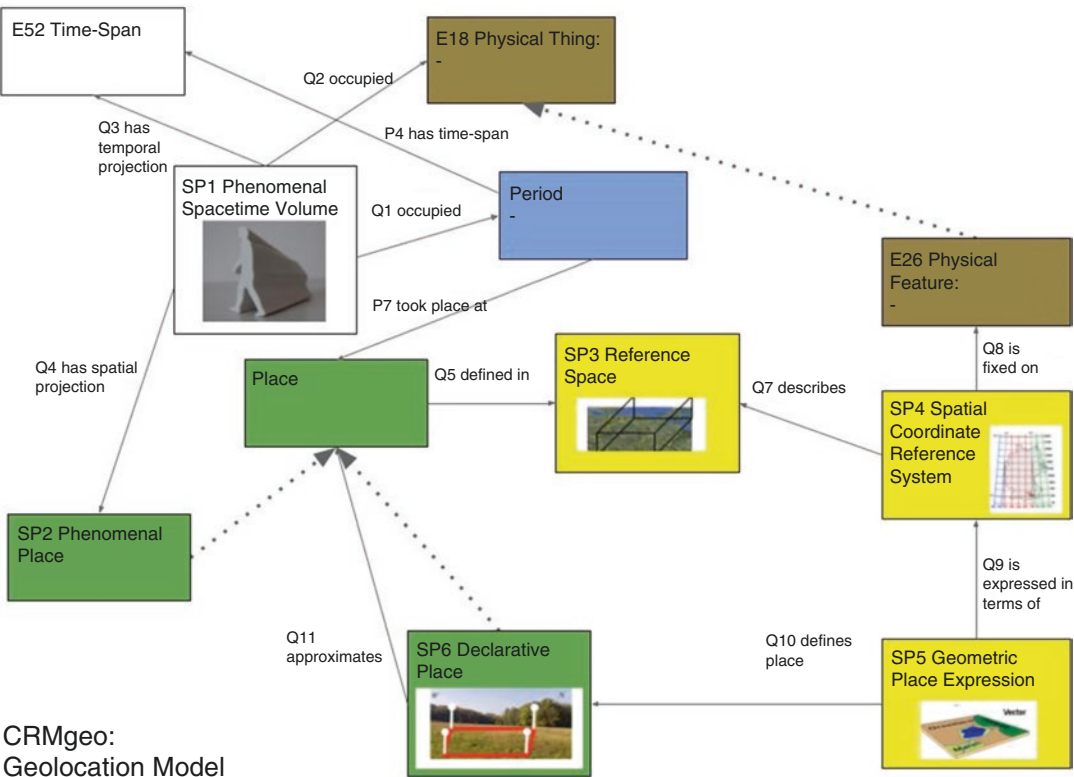 E52 Time-Span
E18 Physical Thing:
-
Q2 occupied
Q3 has
temporal
projection
P4 has time-span
SP1 Phenomenal
Spacetime Volume
Q1 occupied
Period
-
E26 Physical
Feature:
-
P7 took place at
Q4 has spatial
projection
Place
Q5 defined in
SP3 Reference
Space
Q7 describes
Q8 is
fixed on
SP4 Spatial
Coordinate
Reference
System
SP2 Phenomenal
Place
Q9 is
expressed in
terms of
Q11
approximates
SP6 Declarative
Place
Q10 defines
place
SP5 Geometric
Place Expression
Vector
CRMgeo:
Geolocation Model